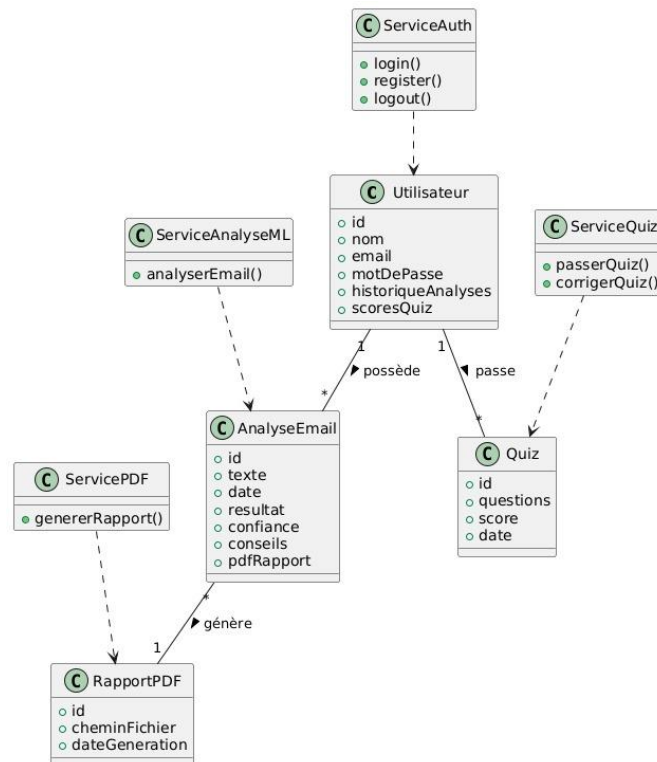 C ServiceAuth
login()
register()
logout()
C Utilisateur
id
nom
email
motDePasse
historiqueAnalyses
scoresQuiz
C ServiceAnalyseML
analyserEmail()
C ServiceQuiz
passerQuiz()
corrigerQuiz()
1
possède
*
1
passe
*
C AnalyseEmail
id
texte
date
resultat
confiance
conseils
pdfRapport
C Quiz
id
questions
score
date
C ServicePDF
genererRapport()
*
génère
1
C RapportPDF
id
cheminFichier
dateGeneration